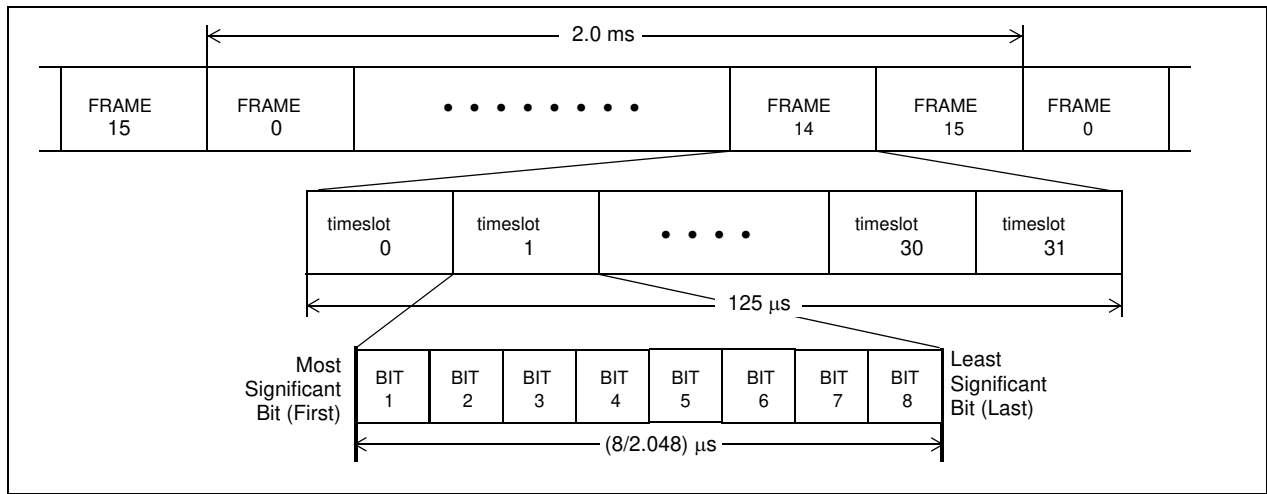 2.0 ms
FRAME 15
FRAME 0
• • • • • • • •
FRAME 14
FRAME 15
FRAME 0
timeslot 0
timeslot 1
• • • •
timeslot 30
timeslot 31
125 μs
Most
Significant
Bit (First)
BIT 1
BIT 2
BIT 3
BIT 4
BIT 5
BIT 6
BIT 7
BIT 8
Least
Significant
Bit (Last)
(8/2.048) μs